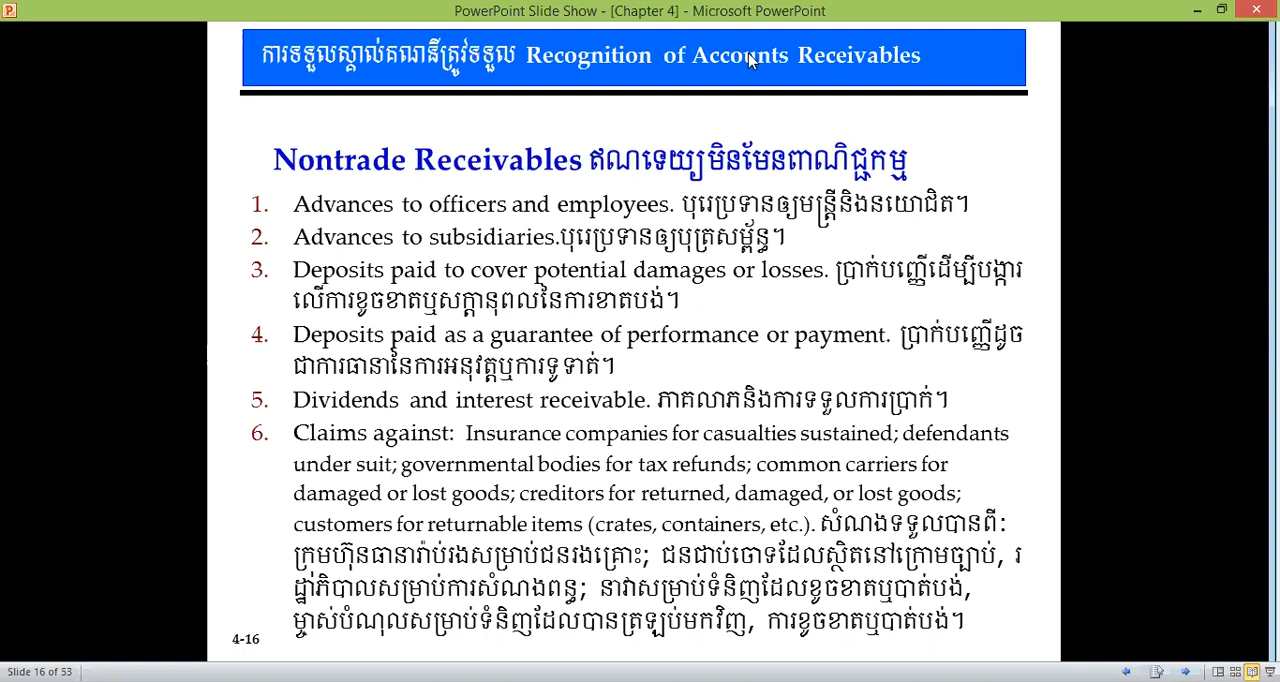 PowerPoint Slide Show - [Chapter 4] - Microsoft PowerPoint
ការទទួលស្គាល់គណនីត្រូវទទួល Recognition of Accounts Receivables
Nontrade Receivables ឥណទេយ្យមិនមែនពាណិជ្ជកម្ម
1. Advances to officers and employees. បុរេប្រទានឲ្យមន្ត្រីនិងនយោជិត។
2. Advances to subsidiaries.បុរេប្រទានឲ្យបុត្រសម្ព័ន្ធ។
3. Deposits paid to cover potential damages or losses. ប្រាក់បញ្ញើដើម្បីបង្ការ
លើការខូចខាតឬសក្តានុពលនៃការខាតបង់។
4. Deposits paid as a guarantee of performance or payment. ប្រាក់បញ្ញើដូច
ជាការធានានៃការអនុវត្តឬការទូទាត់។
5. Dividends and interest receivable. ភាគលាភនិងការទទួលការប្រាក់។
6. Claims against: Insurance companies for casualties sustained; defendants
under suit; governmental bodies for tax refunds; common carriers for
damaged or lost goods; creditors for returned, damaged, or lost goods;
customers for returnable items (crates, containers, etc.). សំណងទទួលបានពី:
ក្រមហ៊ុនធានារ៉ាប់រងសម្រាប់ជនរងគ្រោះ; ជនជាប់ចោទដែលស្ថិតនៅក្រោមច្បាប់, រ
ដ្ឋាភិបាលសម្រាប់ការសំណងពន្ធ; នាវាសម្រាប់ទំនិញដែលខូចខាតឬបាត់បង់,
ម្ចាស់បំណុលសម្រាប់ទំនិញដែលបានត្រឡប់មកវិញ, ការខូចខាតឬបាត់បង់។
4-16
Slide 16 of 53